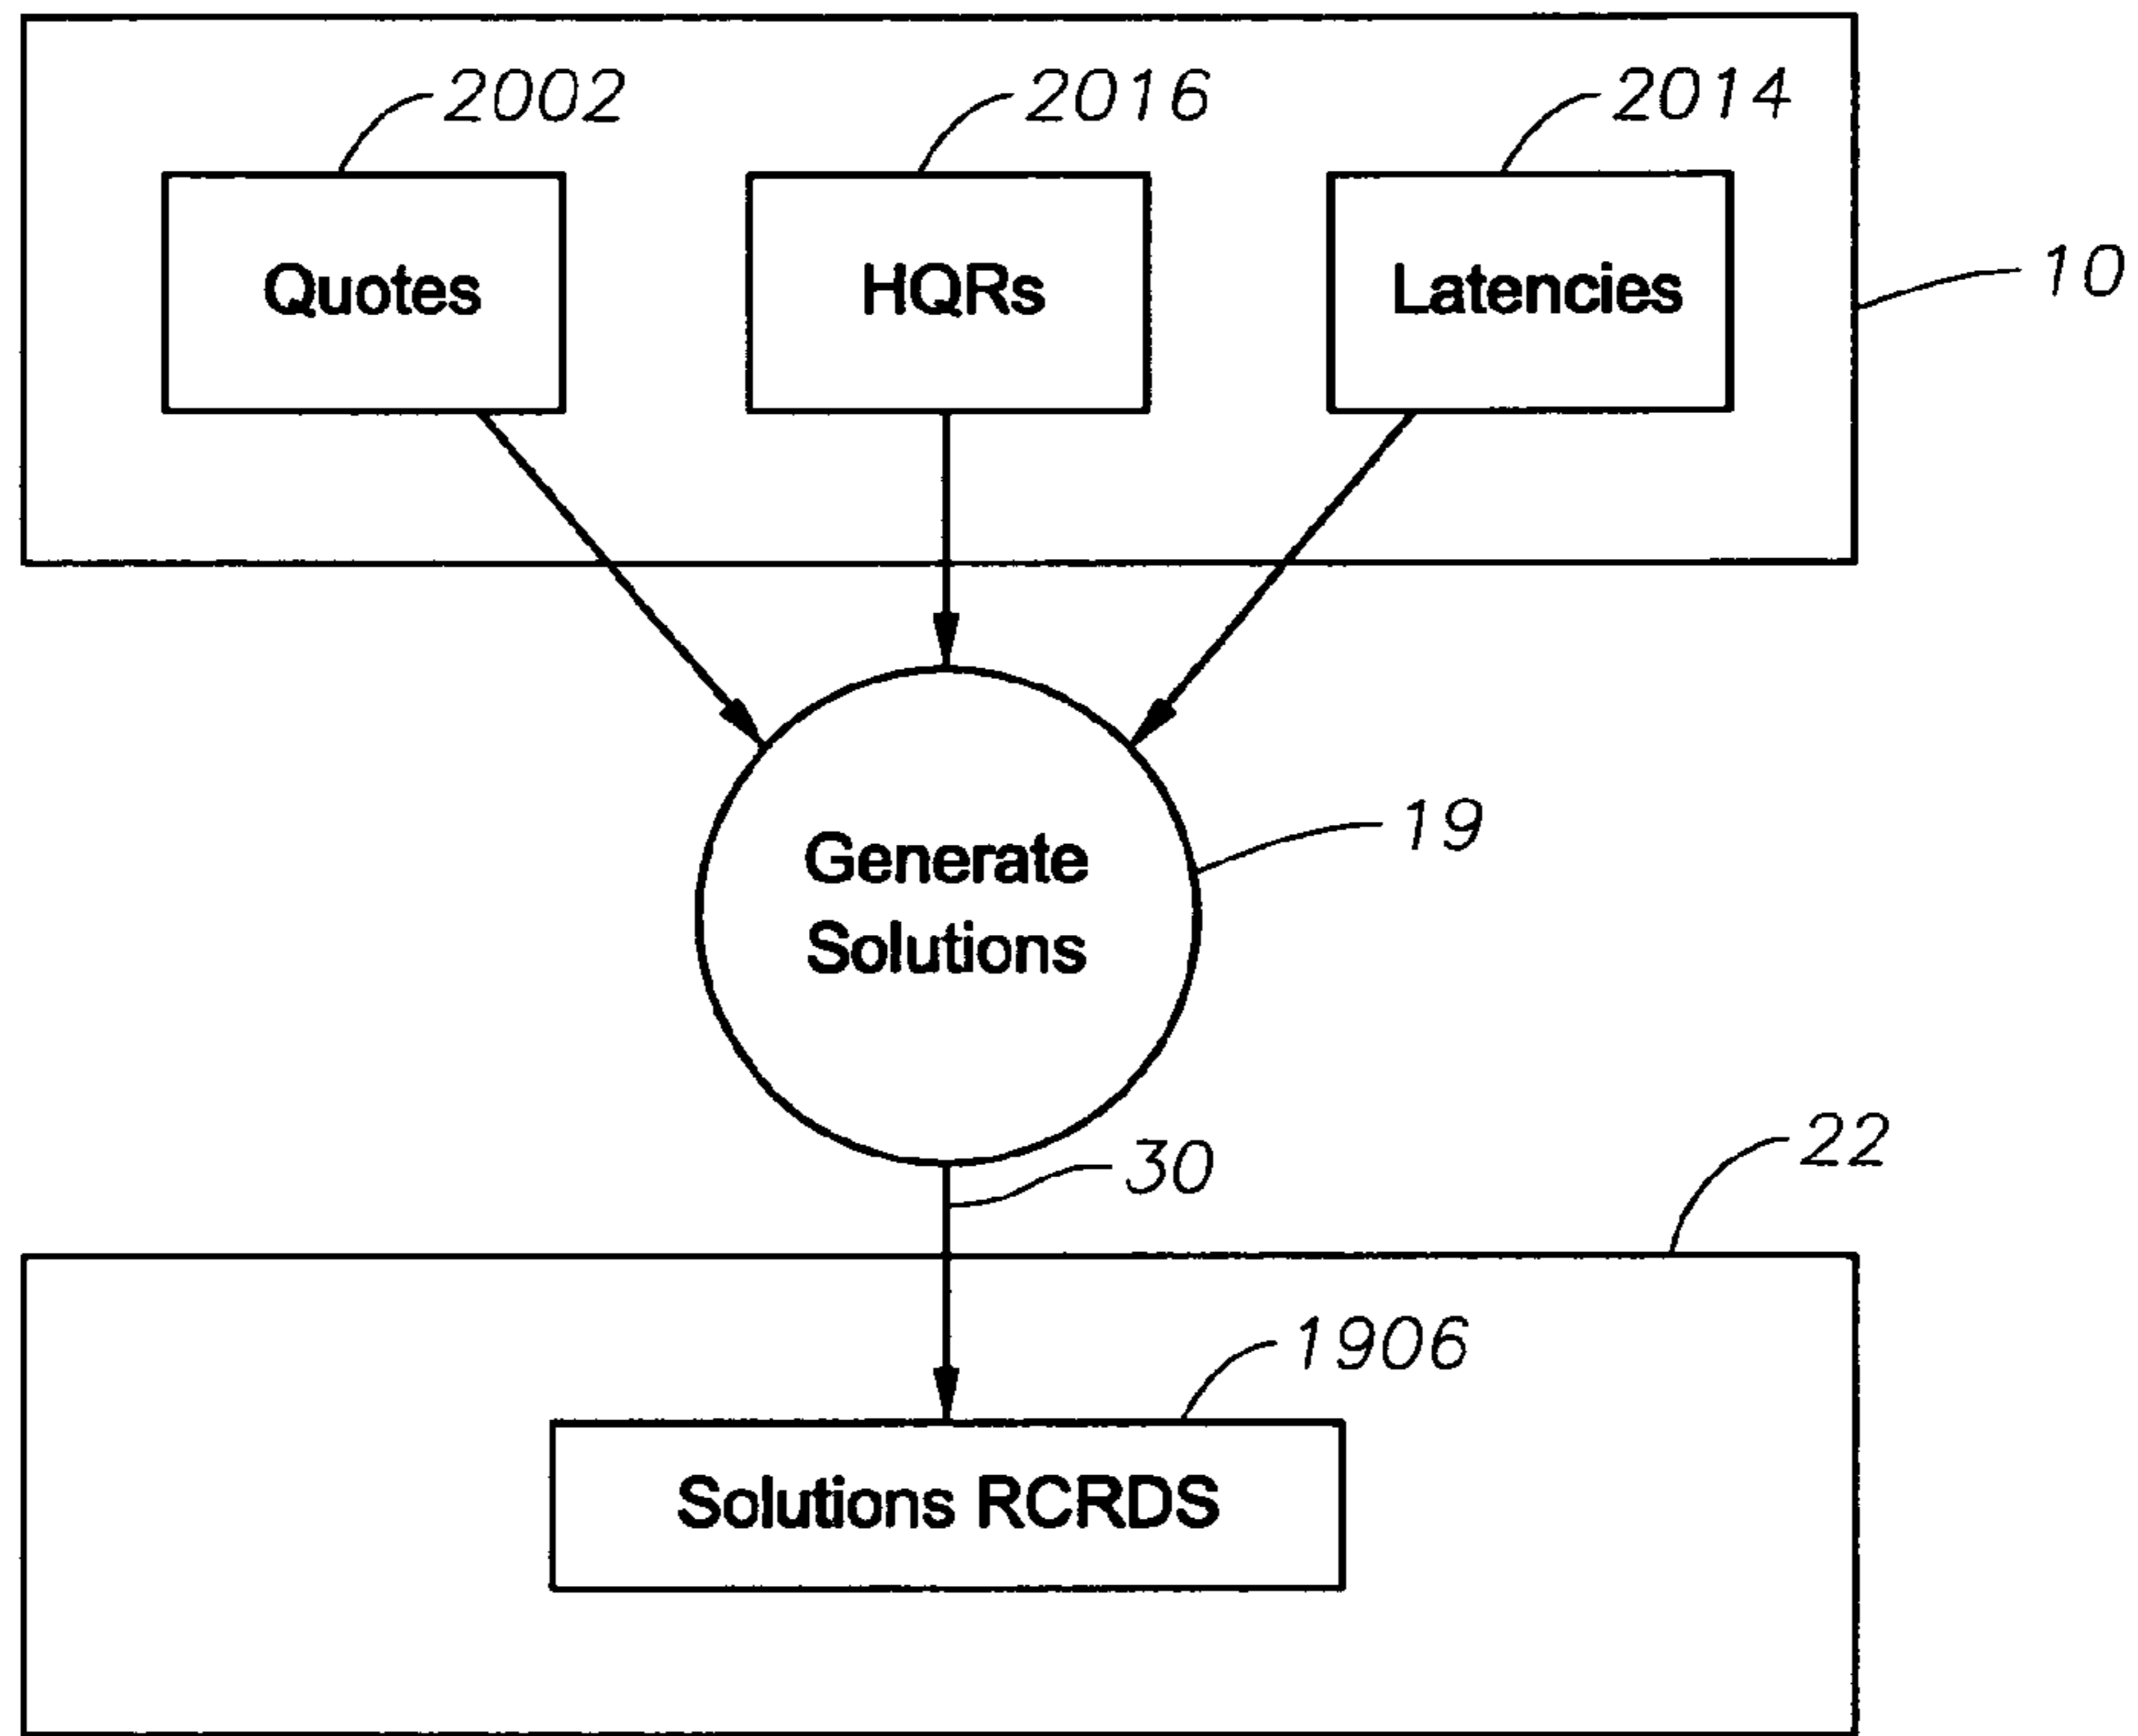 2002
2016
2014
Quotes
HQRs
Latencies
10
Generate
Solutions
19
30
22
1906
Solutions RCRDS